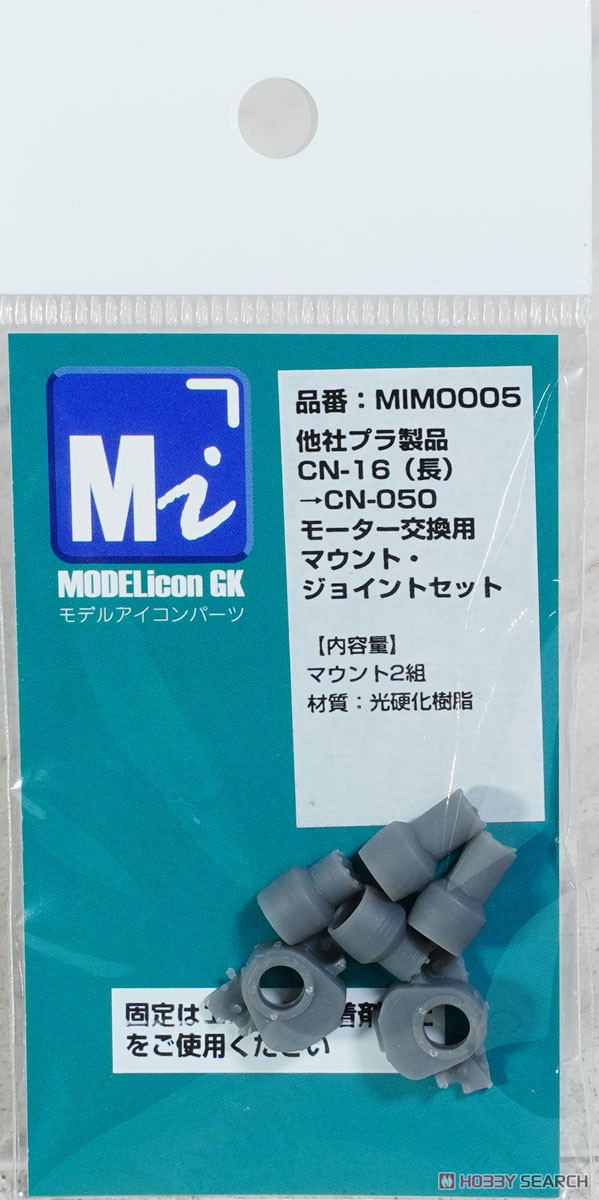 Mi
MODELicon GK
モデルアイコンパーツ
品番：MIM0005
他社プラ製品
CN-16（長）
→CN-050
モーター交換用
マウント・
ジョイントセット
【内容量】
マウント2組
材質：光硬化樹脂
固定は
着剤
をご使用ください
HOBBY SEARCH